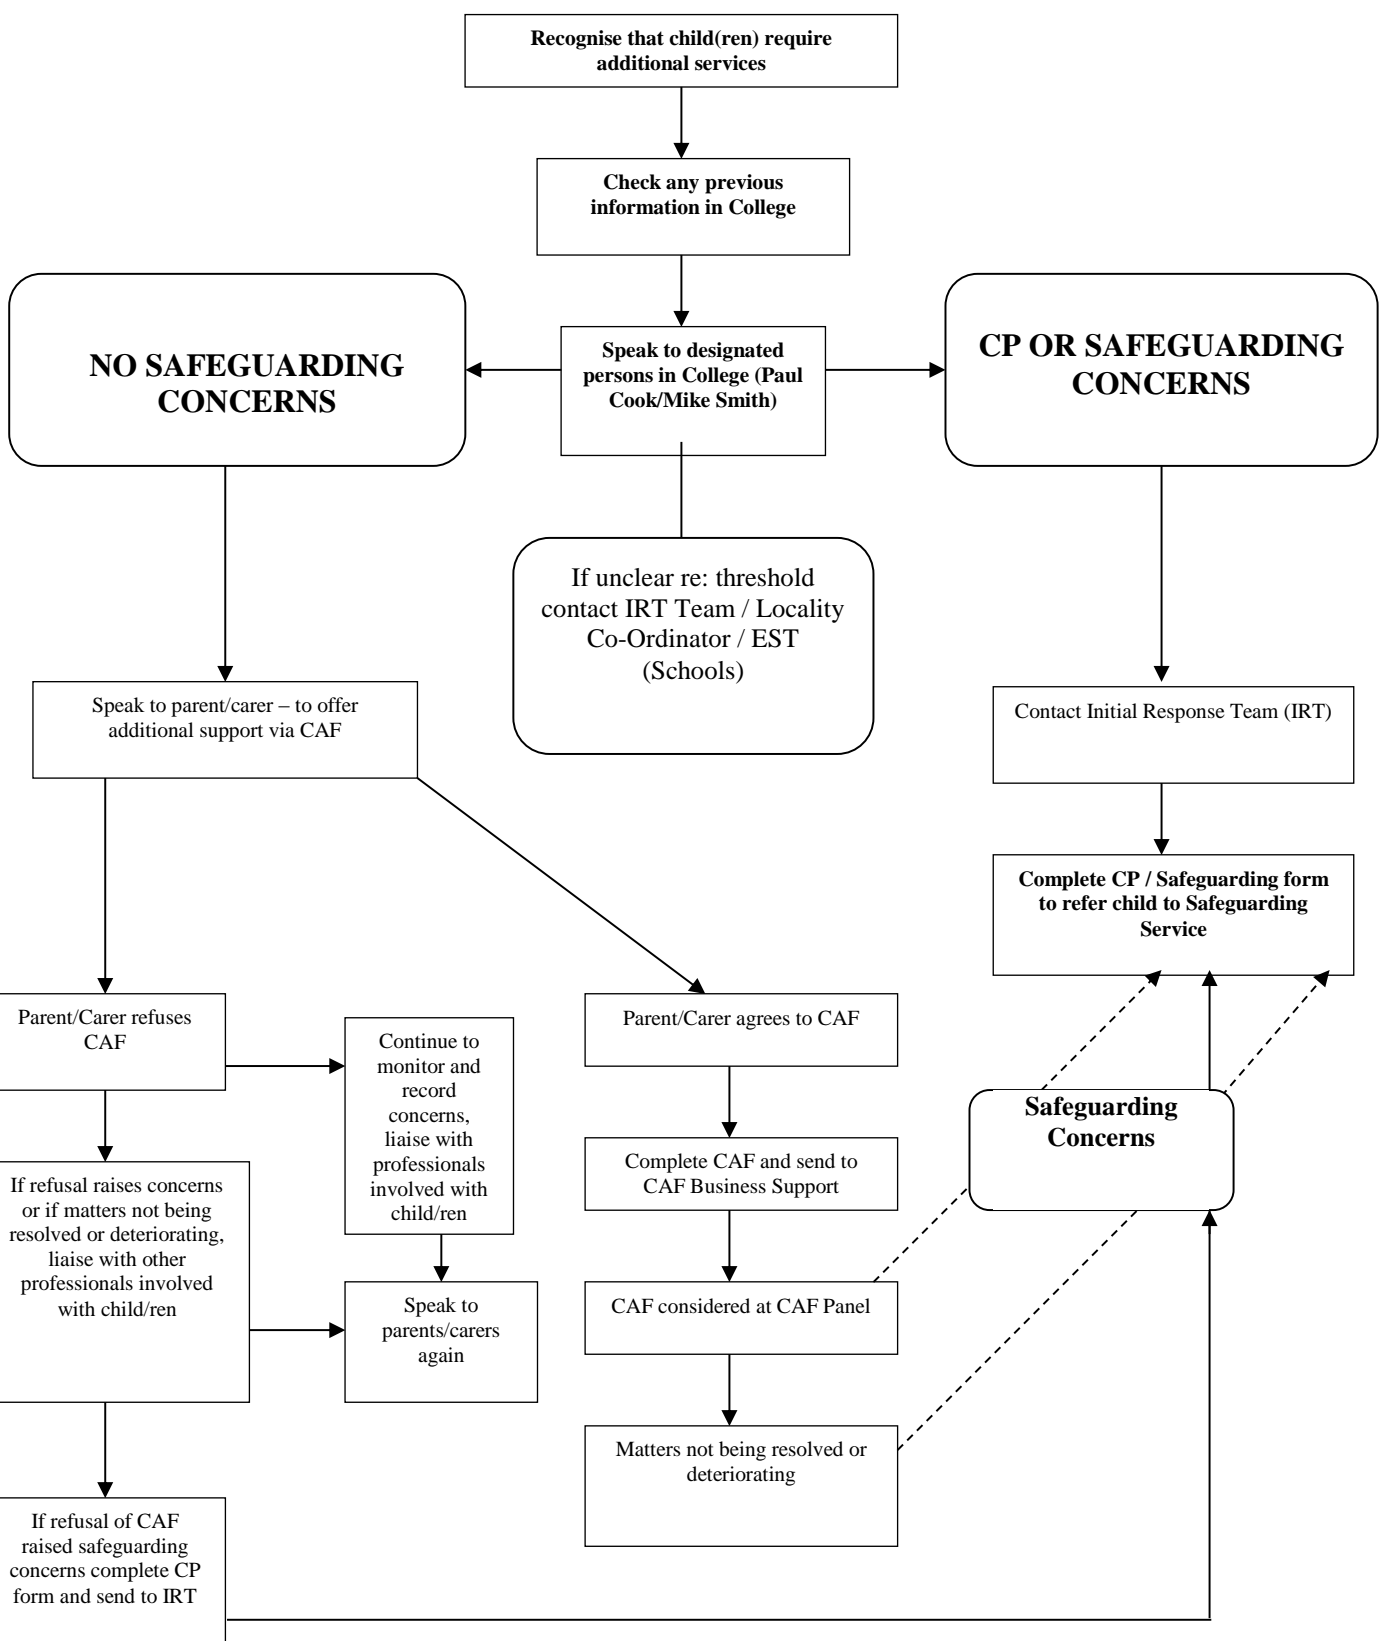 Recognise that child(ren) require
additional services
Check any previous
information in College
NO SAFEGUARDING
CONCERNS
Speak to designated
persons in College (Paul
Cook/Mike Smith)
CP OR SAFEGUARDING
CONCERNS
If unclear re: threshold
contact IRT Team / Locality
Co-Ordinator / EST
(Schools)
Speak to parent/carer – to offer
additional support via CAF
Contact Initial Response Team (IRT)
Complete CP / Safeguarding form
to refer child to Safeguarding
Service
Parent/Carer refuses
CAF
Continue to
monitor and
record
concerns,
liaise with
professionals
involved with
child/ren
Parent/Carer agrees to CAF
Safeguarding
Concerns
Complete CAF and send to
CAF Business Support
If refusal raises concerns
or if matters not being
resolved or deteriorating,
liaise with other
professionals involved
with child/ren
Speak to
parents/carers
again
CAF considered at CAF Panel
Matters not being resolved or
deteriorating
If refusal of CAF
raised safeguarding
concerns complete CP
form and send to IRT